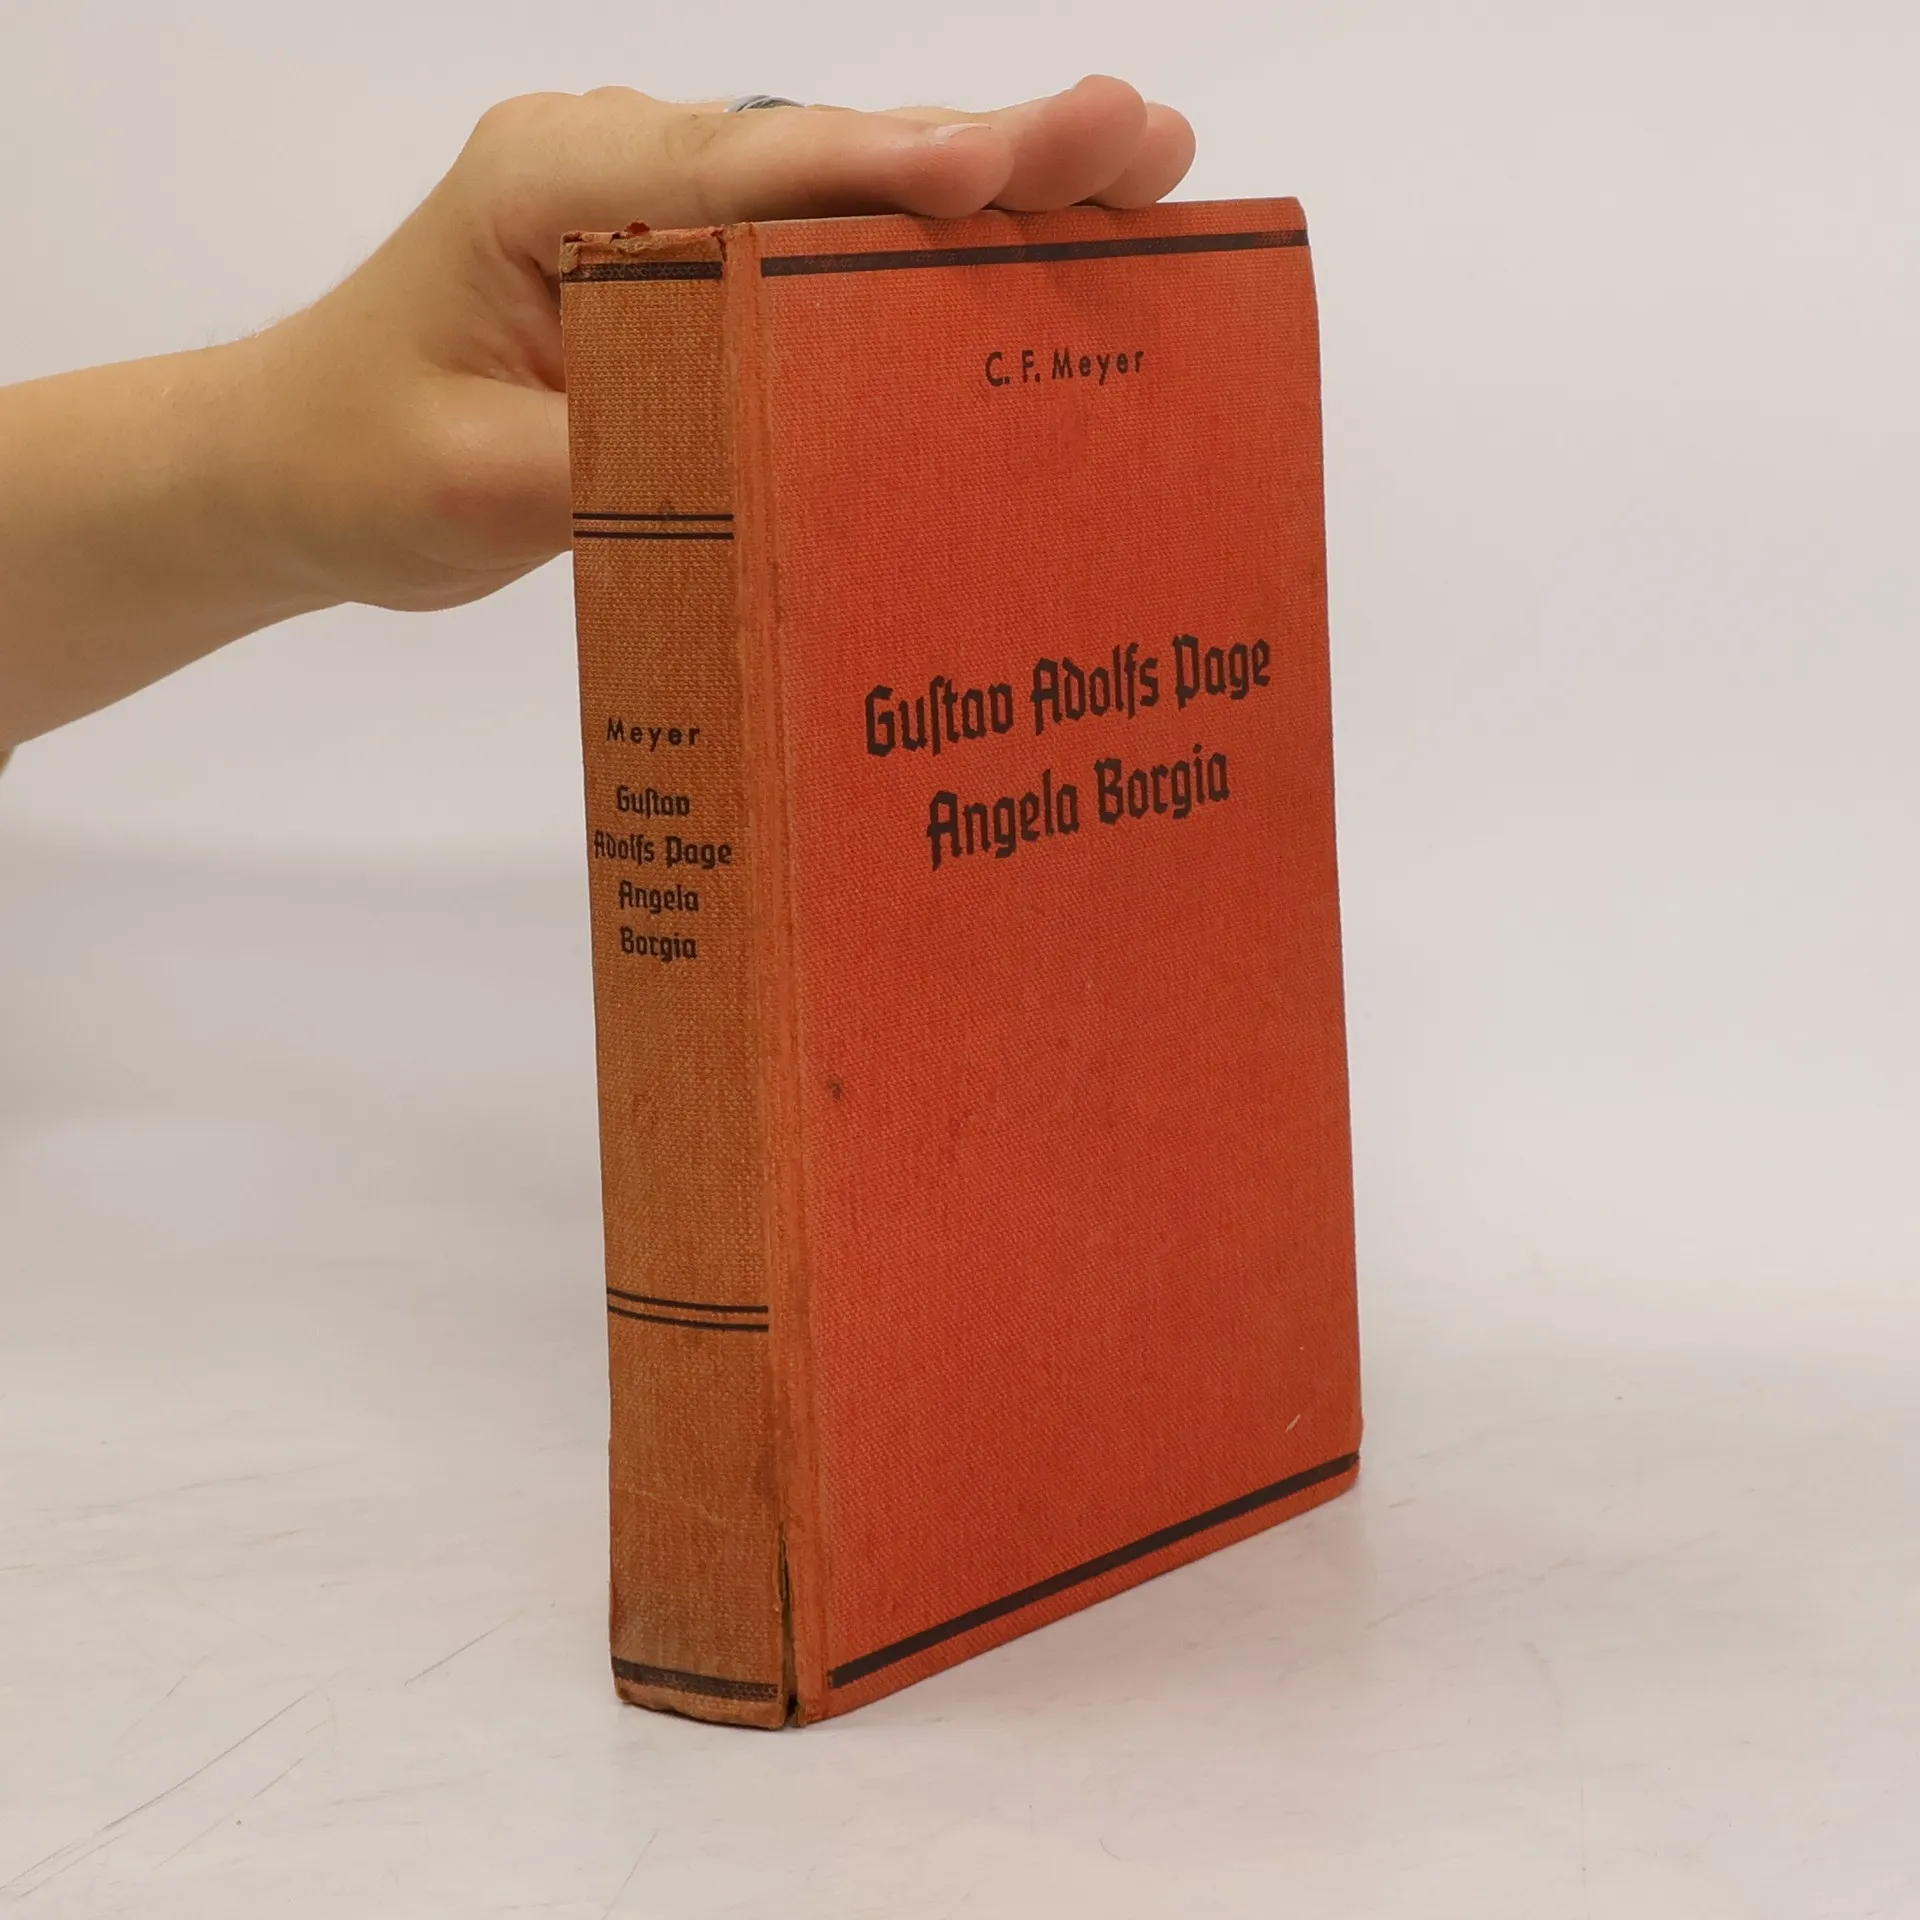 C. F. Meyer
Guſtav Adolfs Page
Angela Borgia
Meyer
Guſtav
Adolfs Page
Angela
Borgia